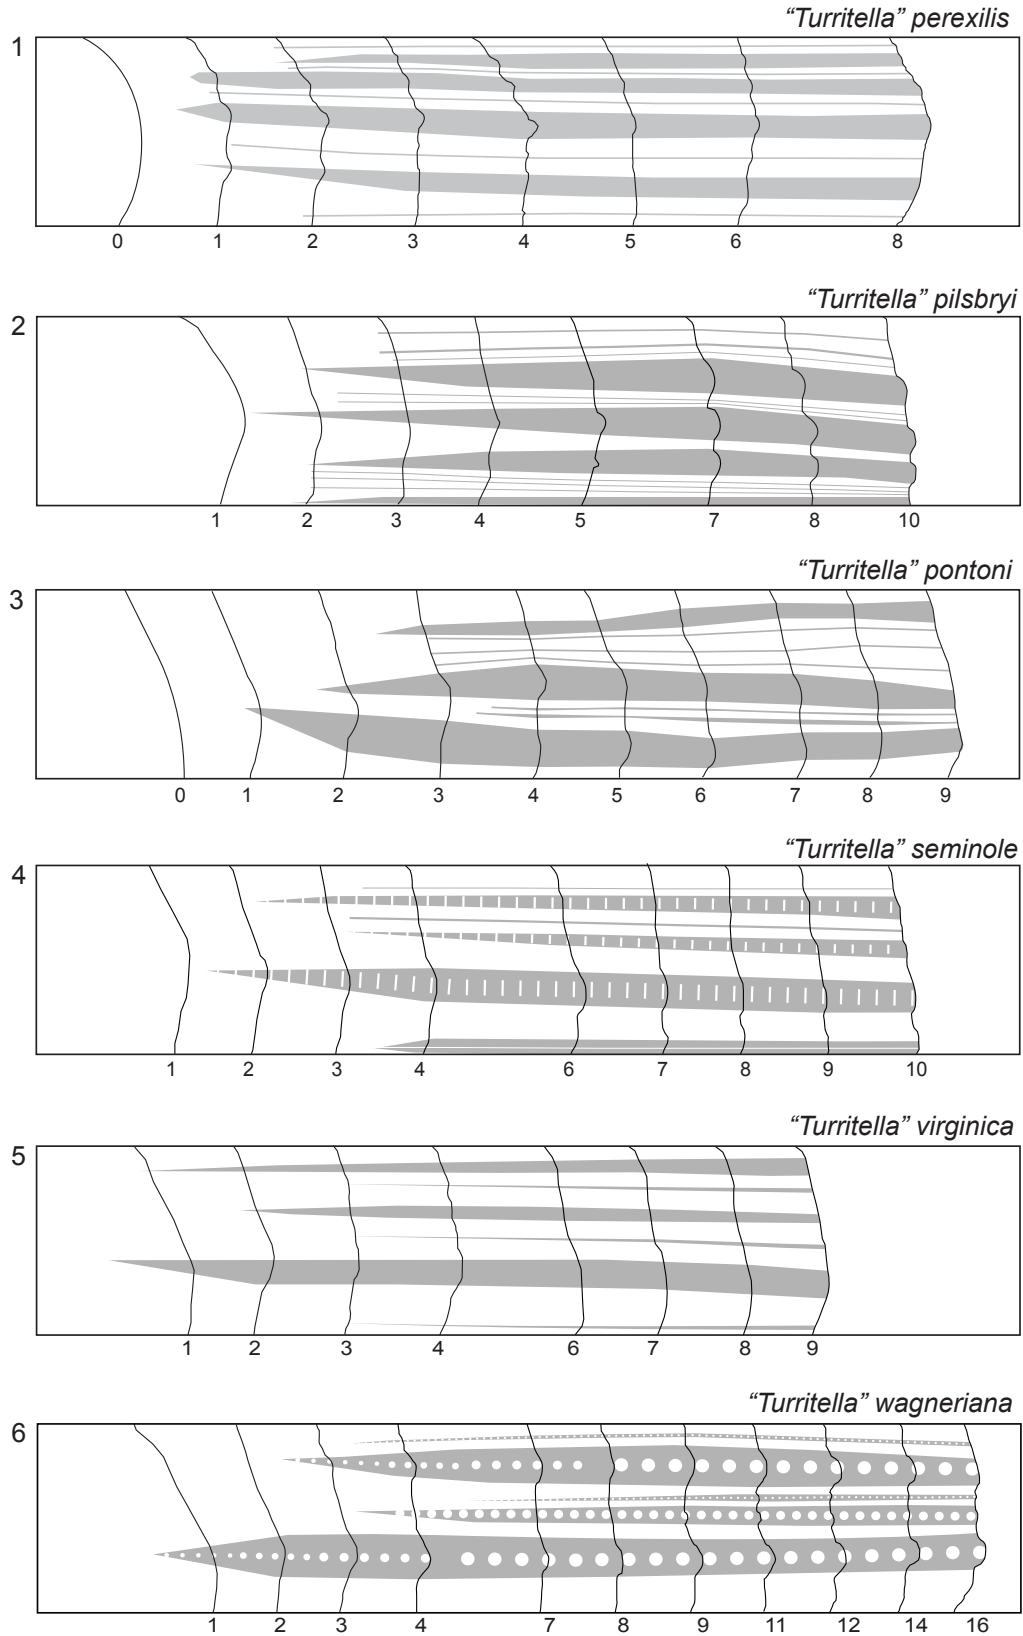 “Turritella” perexilis
1
0 1 2 3 4 5 6 8
“Turritella” pilsbryi
2
1 2 3 4 5 7 8 10
“Turritella” pontoni
3
0 1 2 3 4 5 6 7 8 9
“Turritella” seminole
4
1 2 3 4 6 7 8 9 10
“Turritella” virginica
5
1 2 3 4 6 7 8 9
“Turritella” wagneriana
6
1 2 3 4 7 8 9 11 12 14 16